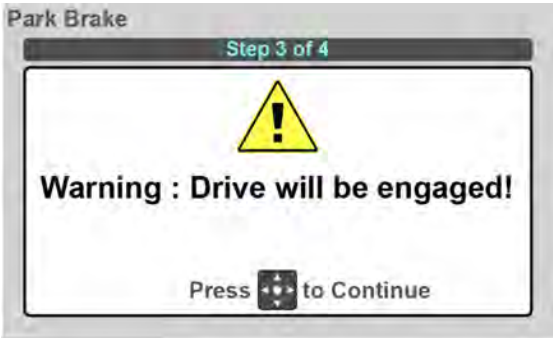 Park Brake
Step 3 of 4
!
Warning : Drive will be engaged!
Press to Continue